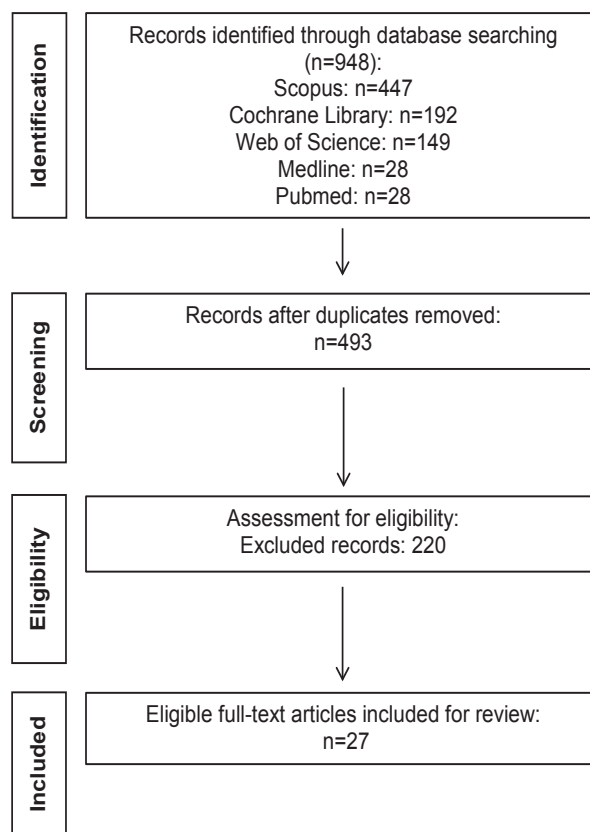 Identification
Records identified through database searching
(n=948):
Scopus: n=447
Cochrane Library: n=192
Web of Science: n=149
Medline: n=28
Pubmed: n=28
Screening
Records after duplicates removed:
n=493
Eligibility
Assessment for eligibility:
Excluded records: 220
Included
Eligible full-text articles included for review:
n=27